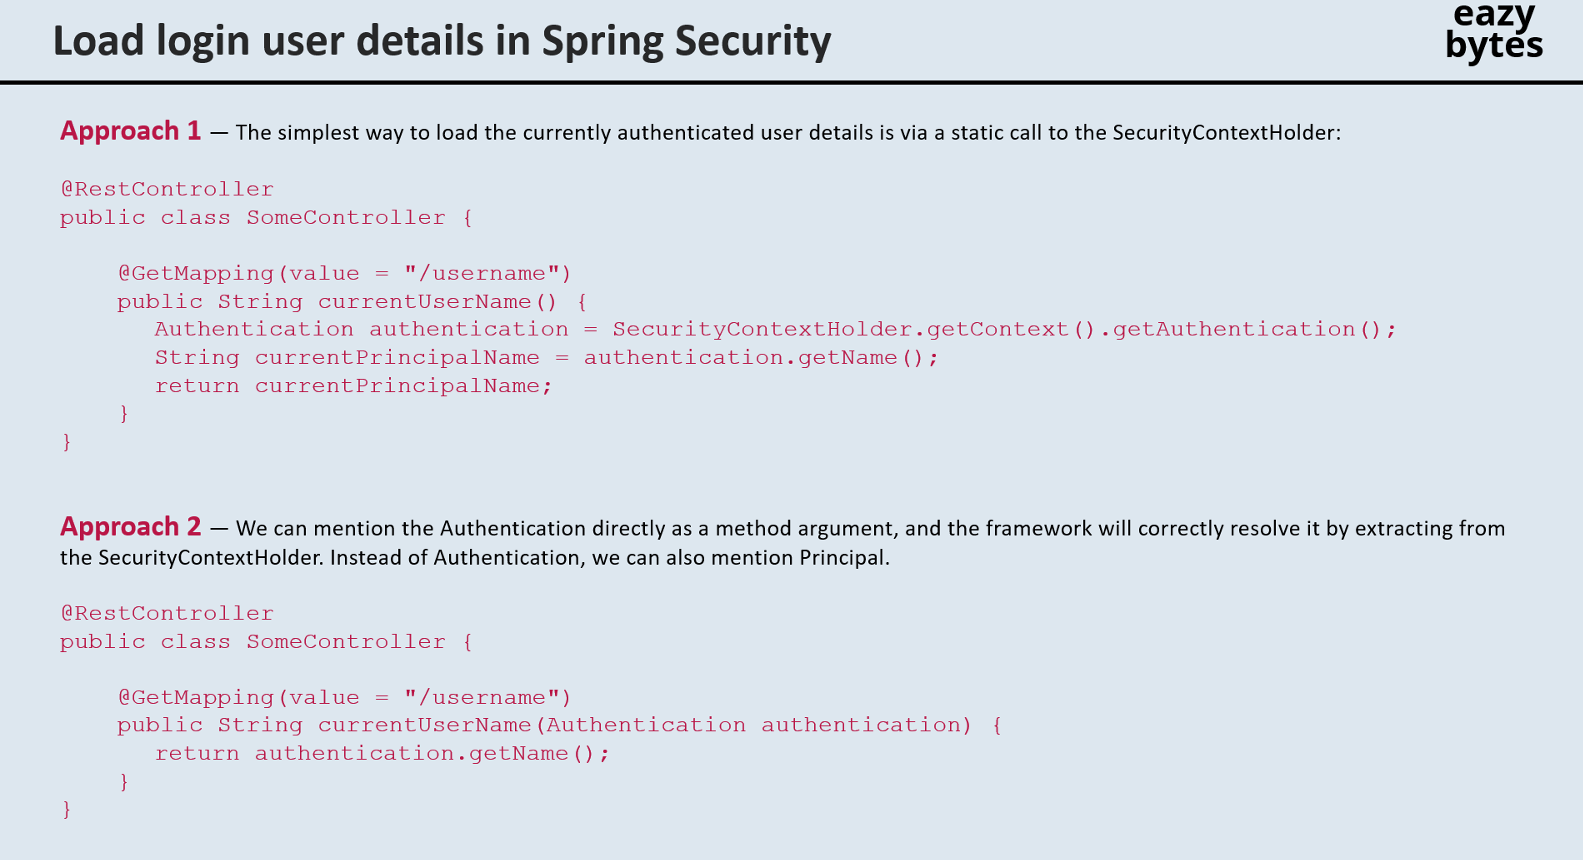 Load login user details in Spring Security
eazy
bytes
Approach 1 — The simplest way to load the currently authenticated user details is via a static call to the SecurityContextHolder:
@RestController
public class SomeController {
@GetMapping(value = "/username")
public String currentUserName() {
Authentication authentication = SecurityContextHolder.getContext().getAuthentication();
String currentPrincipalName = authentication.getName();
return currentPrincipalName;
}
}
Approach 2 — We can mention the Authentication directly as a method argument, and the framework will correctly resolve it by extracting from
the SecurityContextHolder. Instead of Authentication, we can also mention Principal.
@RestController
public class SomeController {
@GetMapping(value = "/username")
public String currentUserName(Authentication authentication) {
return authentication.getName();
}
}